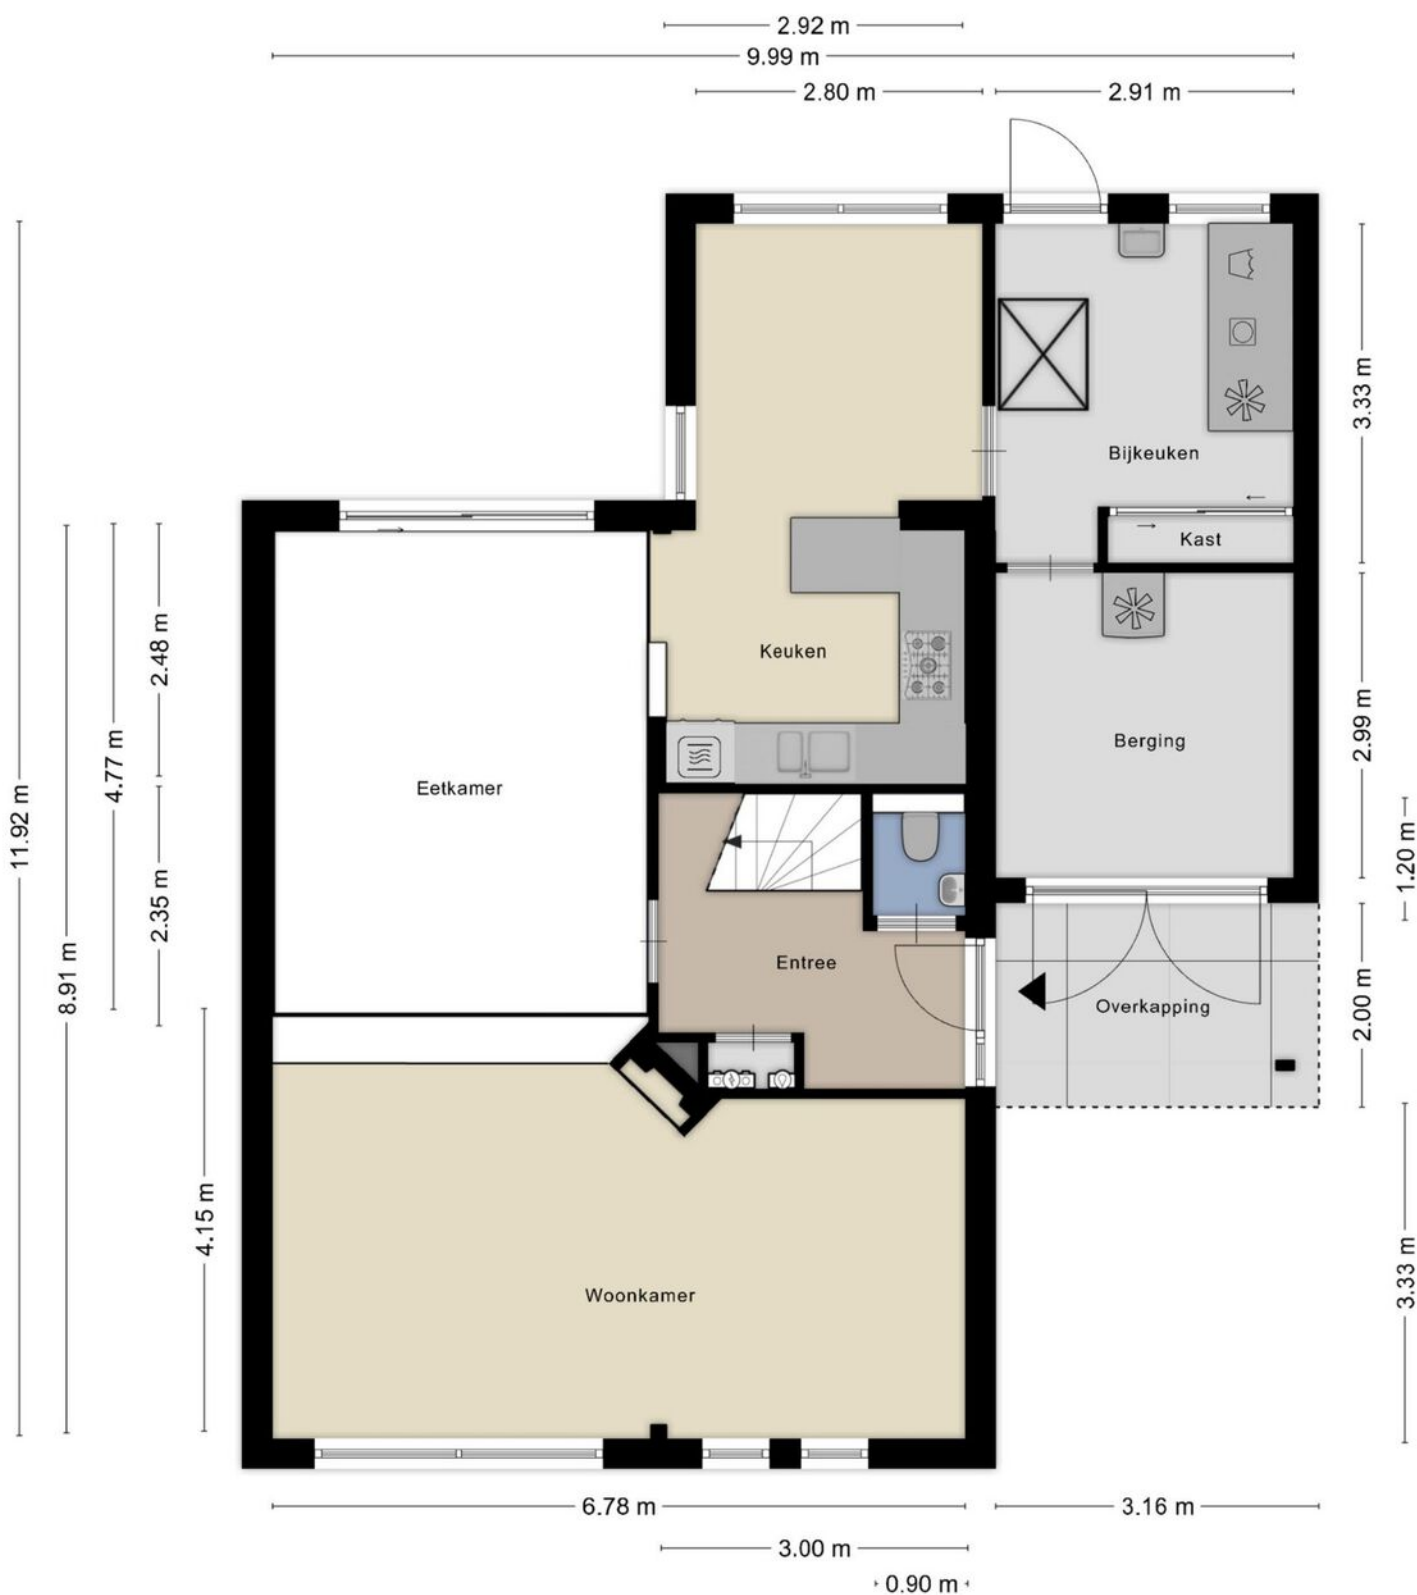 2.92 m
9.99 m
2.80 m
2.91 m
3.33 m
Bijkeuken
Kast
2.48 m
Keuken
2.99 m
4.77 m
Berging
Eetkamer
11.92 m
1.20 m
2.35 m
8.91 m
Entree
Overkapping
2.00 m
4.15 m
3.33 m
Woonkamer
6.78 m
3.16 m
3.00 m
0.90 m